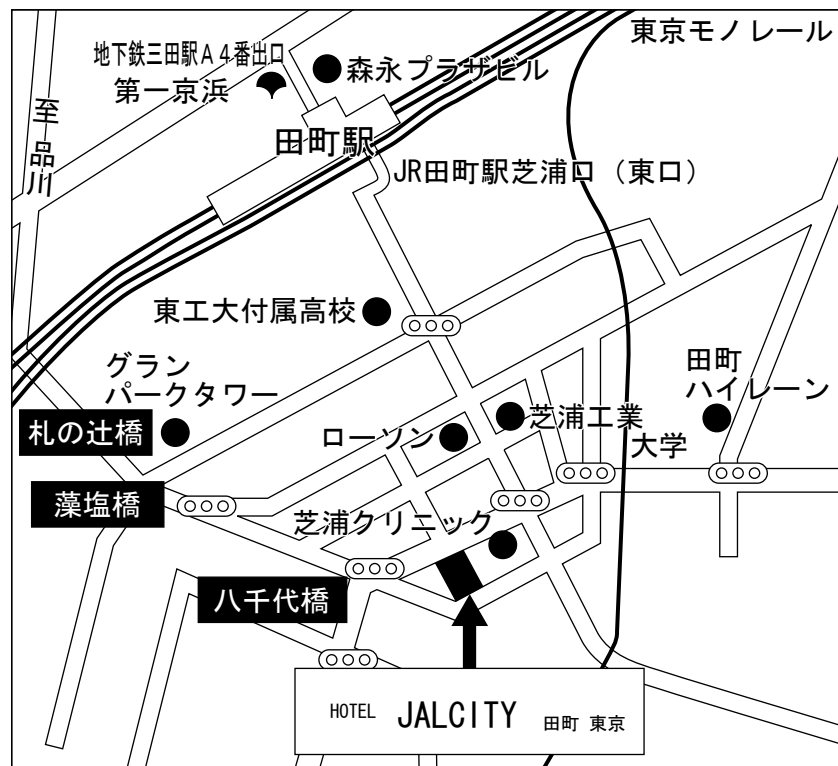 東京モノレール
地下鉄三田駅A4番出口
森永プラザビル
第一京浜
至品川
田町駅
JR田町駅芝浦口（東口）
東工大付属高校
グラン
パークタワー
田町
ハイレーン
札の辻橋
ローソン
芝浦工業
大学
藻塩橋
芝浦クリニック
八千代橋
HOTEL JALCITY 田町 東京